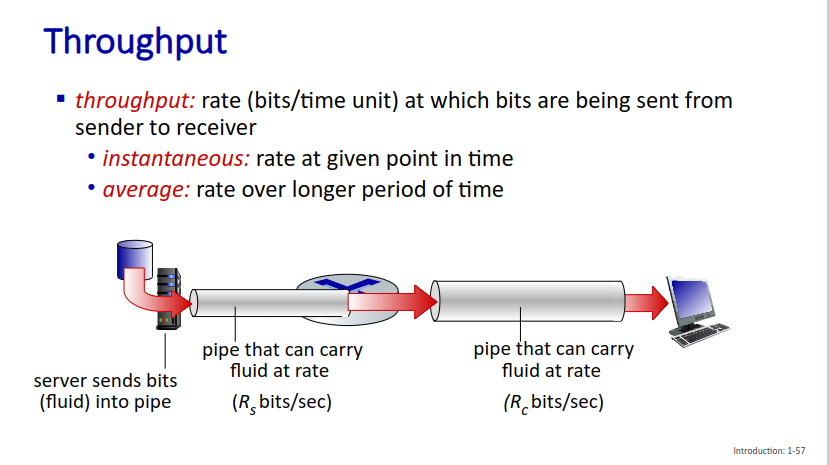 Throughput
throughput: rate (bits/time unit) at which bits are being sent from
sender to receiver
instantaneous: rate at given point in time
average: rate over longer period of time
server sends bits
(fluid) into pipe
pipe that can carry
fluid at rate
(Rs bits/sec)
pipe that can carry
fluid at rate
(Rc bits/sec)
Introduction: 1-57